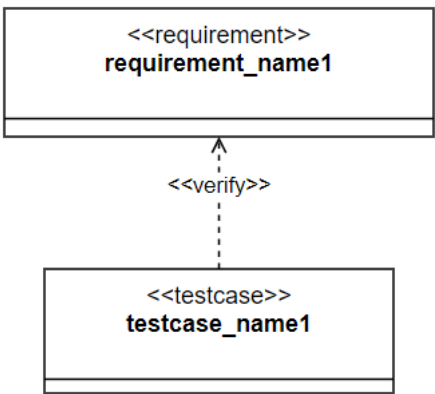 <<requirement>>
requirement_name1
<<verify>>
<<testcase>>
testcase_name1